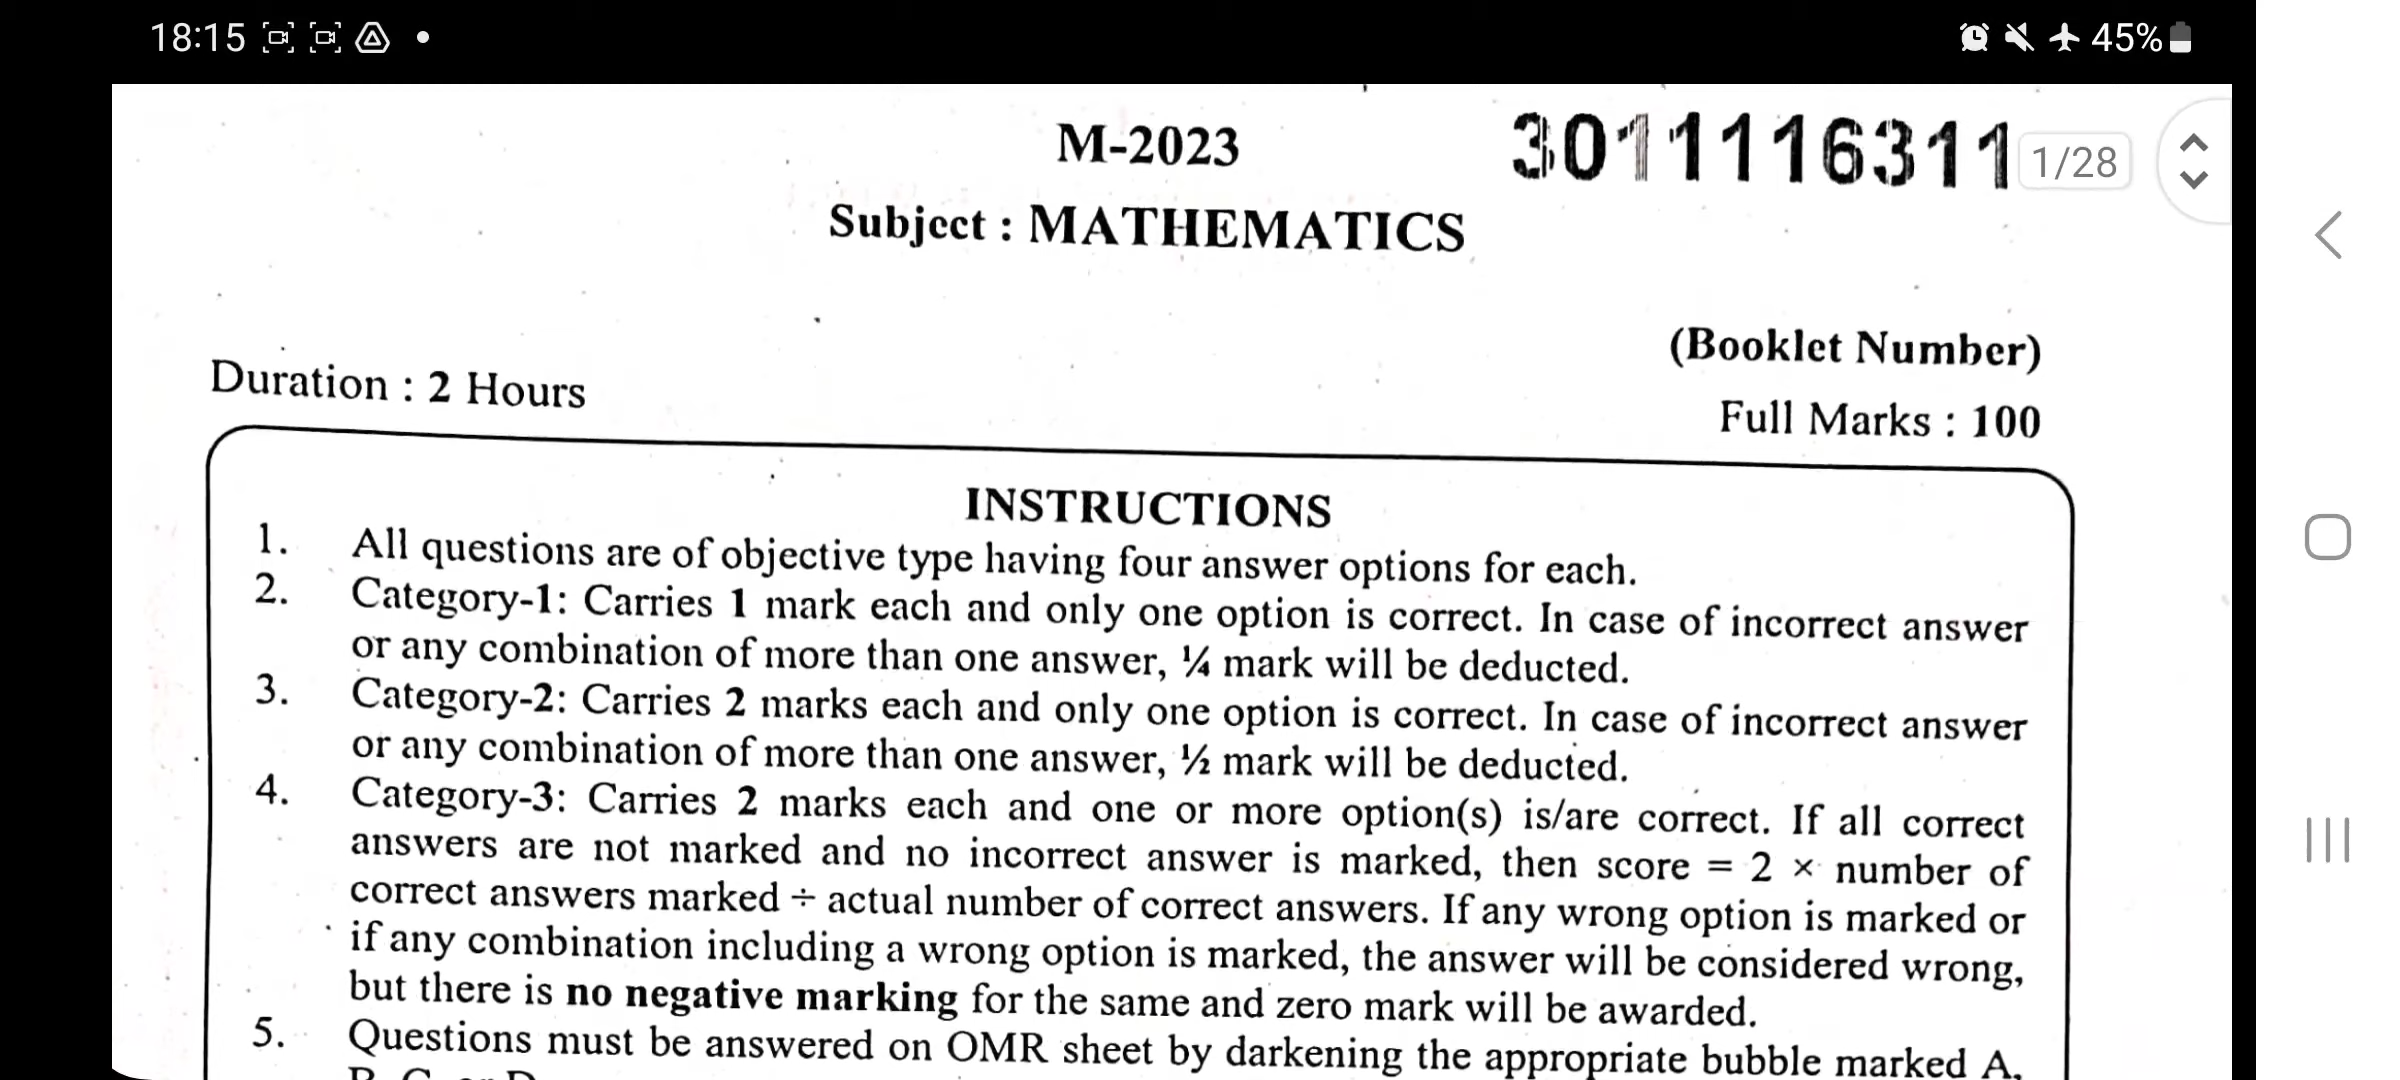 18:15
45%
M-2023
3011116311
1/28
Subject : MATHEMATICS
(Booklet Number)
Duration : 2 Hours
Full Marks : 100
INSTRUCTIONS
1. All questions are of objective type having four answer options for each.
2. Category-1: Carries 1 mark each and only one option is correct. In case of incorrect answer
or any combination of more than one answer, ¼ mark will be deducted.
3. Category-2: Carries 2 marks each and only one option is correct. In case of incorrect answer
or any combination of more than one answer, ½ mark will be deducted.
4. Category-3: Carries 2 marks each and one or more option(s) is/are correct. If all correct
answers are not marked and no incorrect answer is marked, then score = 2 × number of
correct answers marked ÷ actual number of correct answers. If any wrong option is marked or
if any combination including a wrong option is marked, the answer will be considered wrong,
but there is no negative marking for the same and zero mark will be awarded.
5. Questions must be answered on OMR sheet by darkening the appropriate bubble marked A,